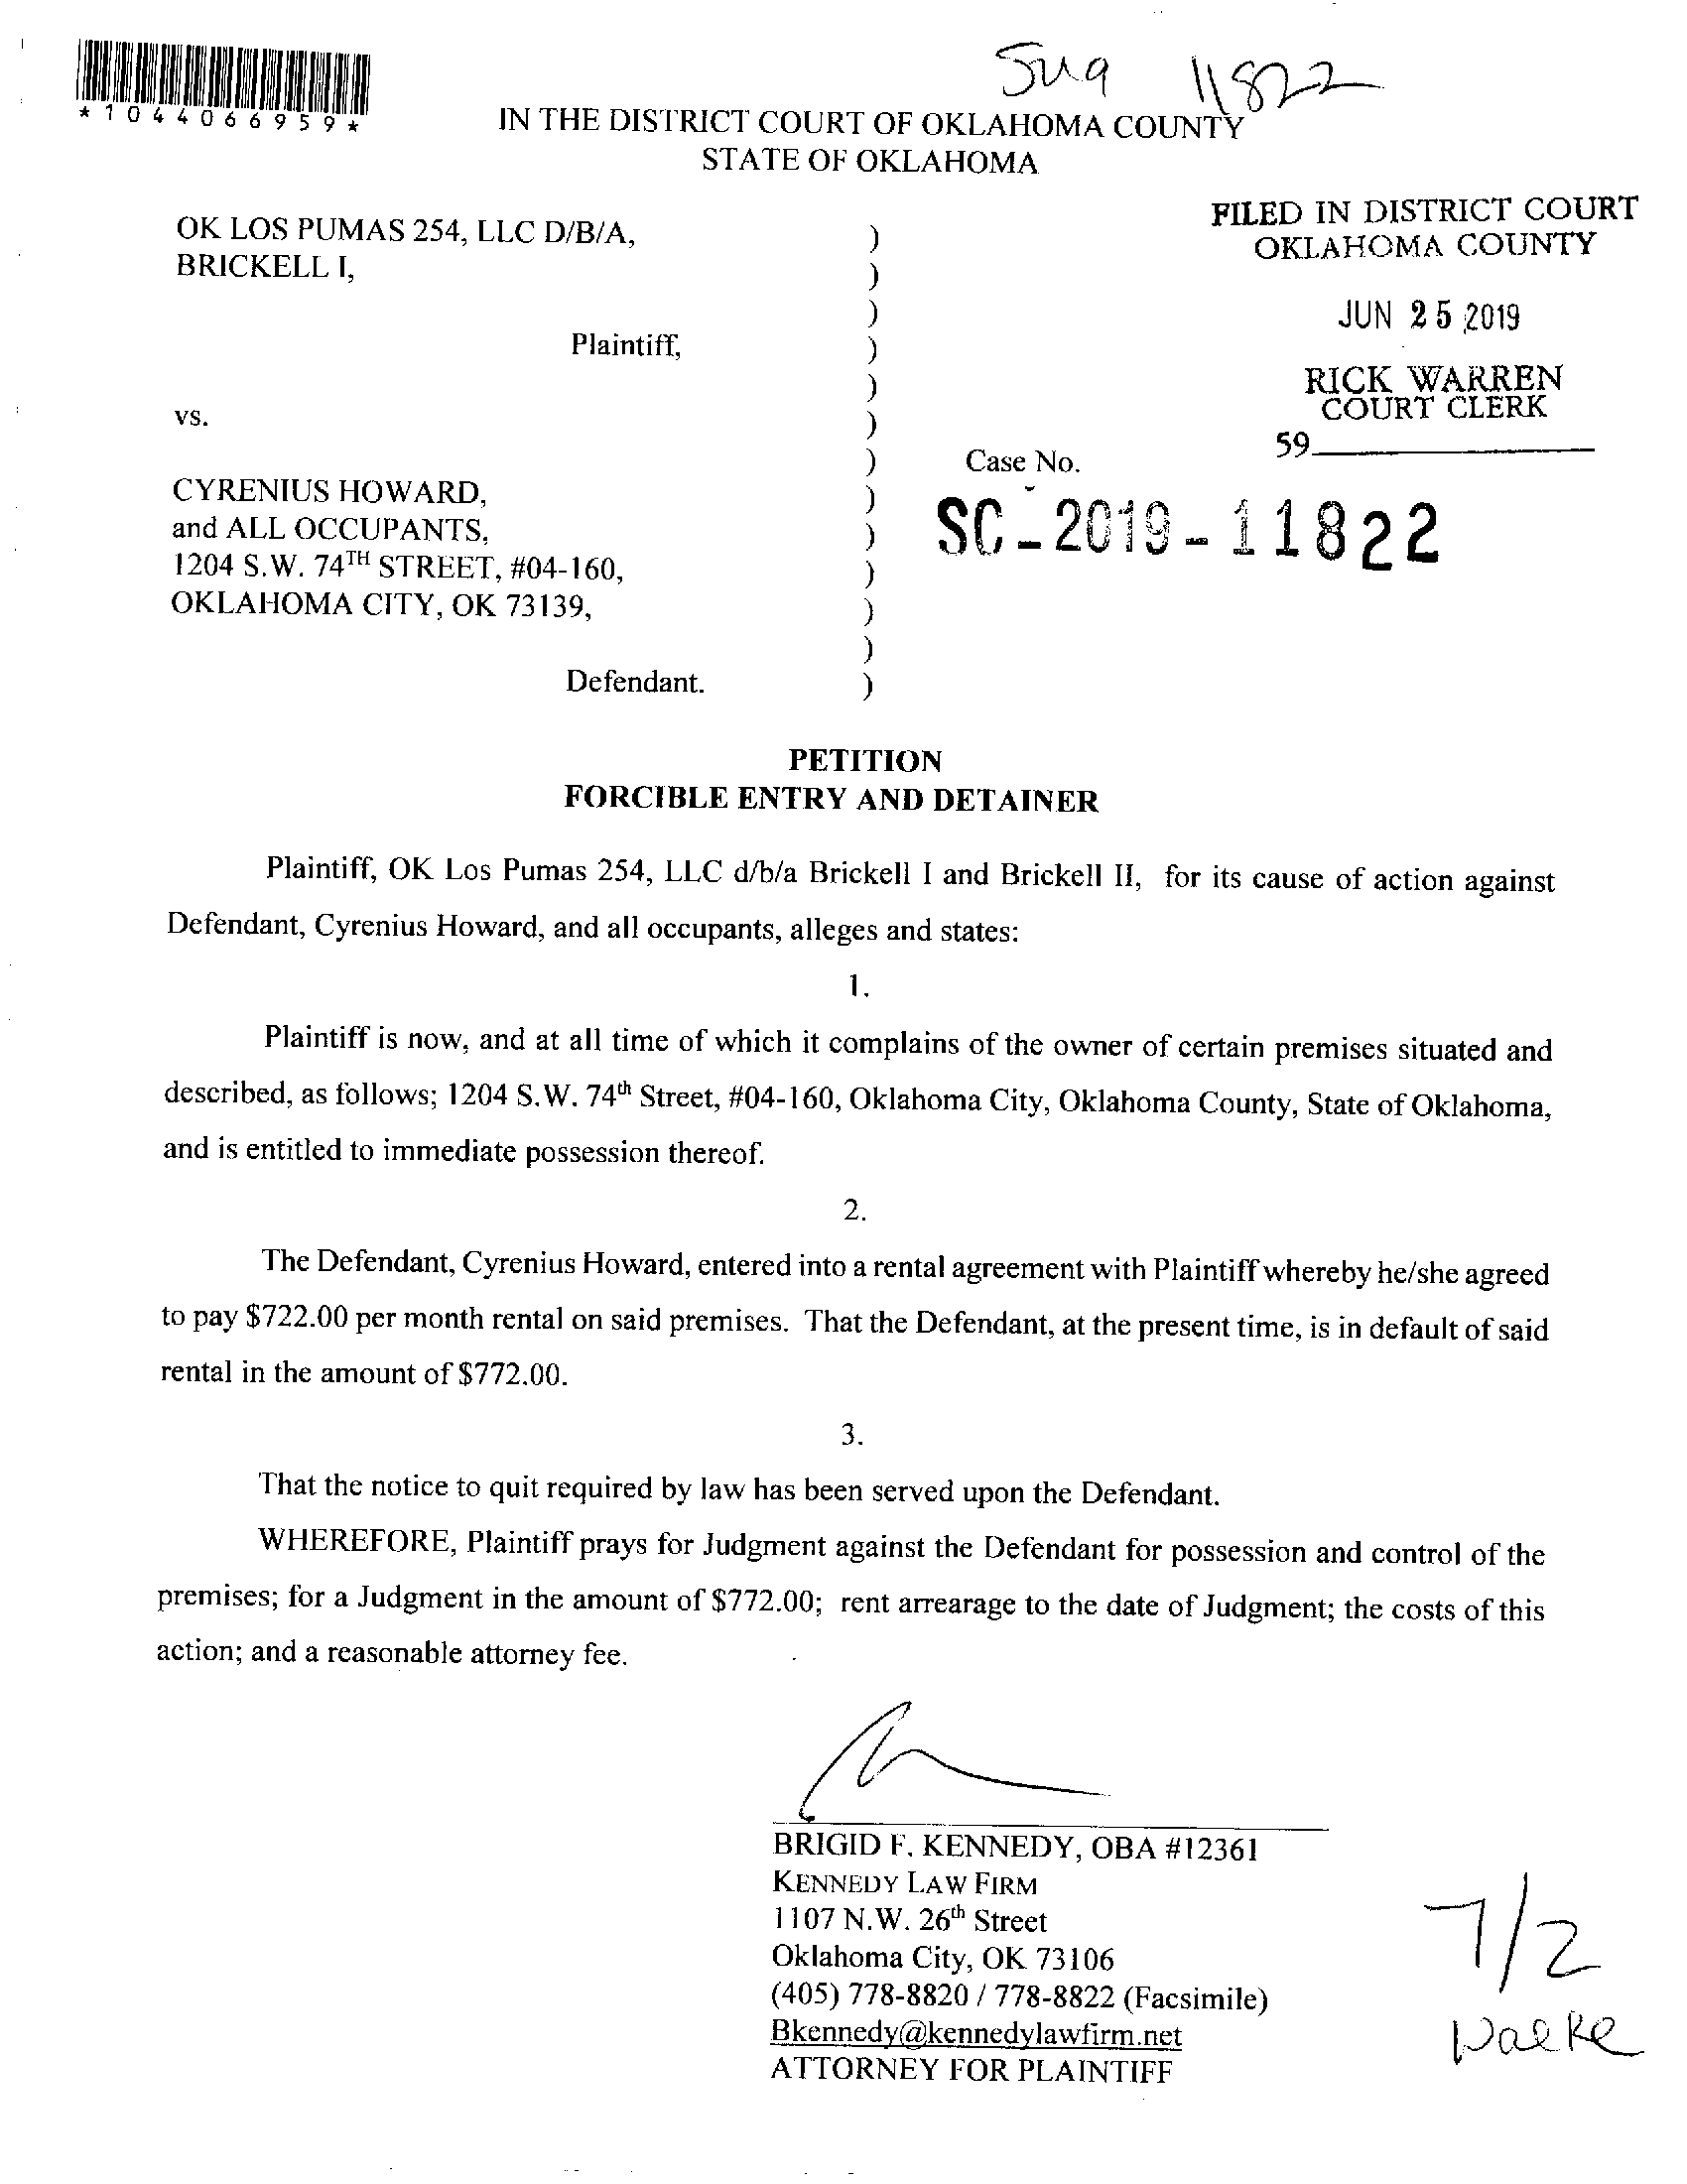 11822
*1044066959*
IN THE DISTRICT COURT OF OKLAHOMA COUNTY
STATE OF OKLAHOMA
FILED IN DISTRICT COURT
OKLAHOMA COUNTY
JUN 25 2019
RICK WARREN
COURT CLERK
59
OK LOS PUMAS 254, LLC D/B/A, )
BRICKELL I, )
)
Plaintiff, )
)
vs. )
) Case No.
CYRENIUS HOWARD, )
and ALL OCCUPANTS, ) SC-2019-11822
1204 S.W. 74TH STREET, #04-160, )
OKLAHOMA CITY, OK 73139, )
)
Defendant. )
PETITION
FORCIBLE ENTRY AND DETAINER
Plaintiff, OK Los Pumas 254, LLC d/b/a Brickell I and Brickell II, for its cause of action against
Defendant, Cyrenius Howard, and all occupants, alleges and states:
1.
Plaintiff is now, and at all time of which it complains of the owner of certain premises situated and
described, as follows; 1204 S.W. 74th Street, #04-160, Oklahoma City, Oklahoma County, State of Oklahoma,
and is entitled to immediate possession thereof.
2.
The Defendant, Cyrenius Howard, entered into a rental agreement with Plaintiff whereby he/she agreed
to pay $722.00 per month rental on said premises. That the Defendant, at the present time, is in default of said
rental in the amount of $772.00.
3.
That the notice to quit required by law has been served upon the Defendant.
WHEREFORE, Plaintiff prays for Judgment against the Defendant for possession and control of the
premises; for a Judgment in the amount of $772.00; rent arrearage to the date of Judgment; the costs of this
action; and a reasonable attorney fee.
BRIGID F. KENNEDY, OBA #12361
KENNEDY LAW FIRM
1107 N.W. 26th Street
Oklahoma City, OK 73106
(405) 778-8820 / 778-8822 (Facsimile)
Bkennedy@kennedylawfirm.net
ATTORNEY FOR PLAINTIFF
7/2